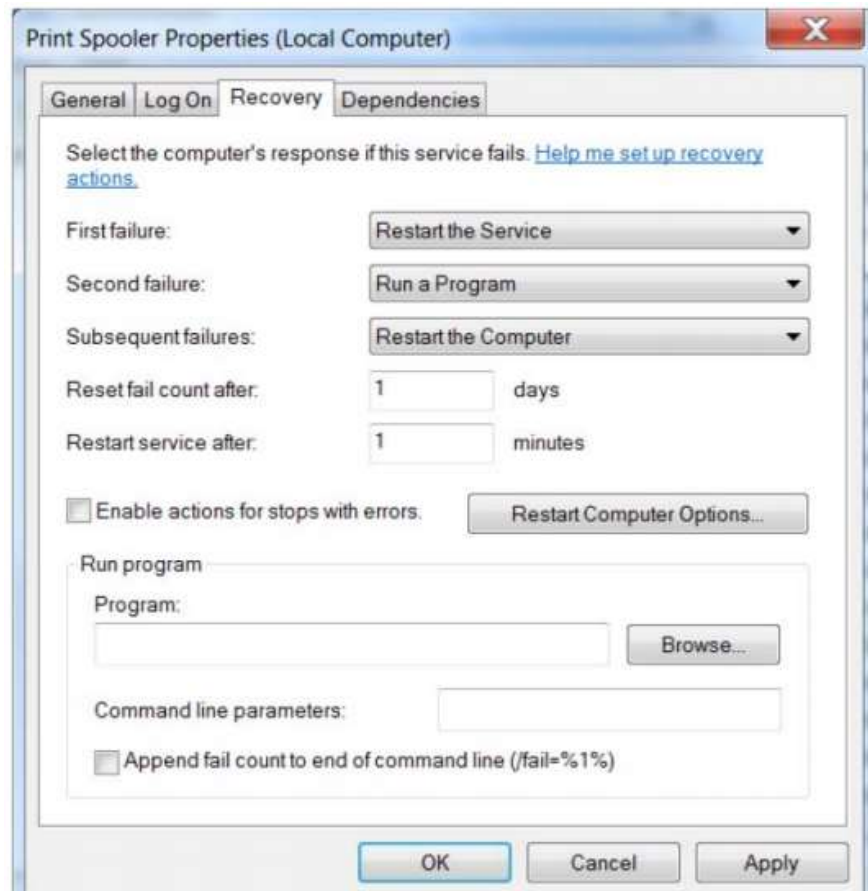 Print Spooler Properties (Local Computer)
General Log On Recovery Dependencies
Select the computer's response if this service fails. Help me set up recovery
actions.
First failure: Restart the Service
Second failure: Run a Program
Subsequent failures: Restart the Computer
Reset fail count after: 1 days
Restart service after: 1 minutes
Enable actions for stops with errors. Restart Computer Options...
Run program
Program:
Browse...
Command line parameters:
Append fail count to end of command line (/fail=%1%)
OK Cancel Apply